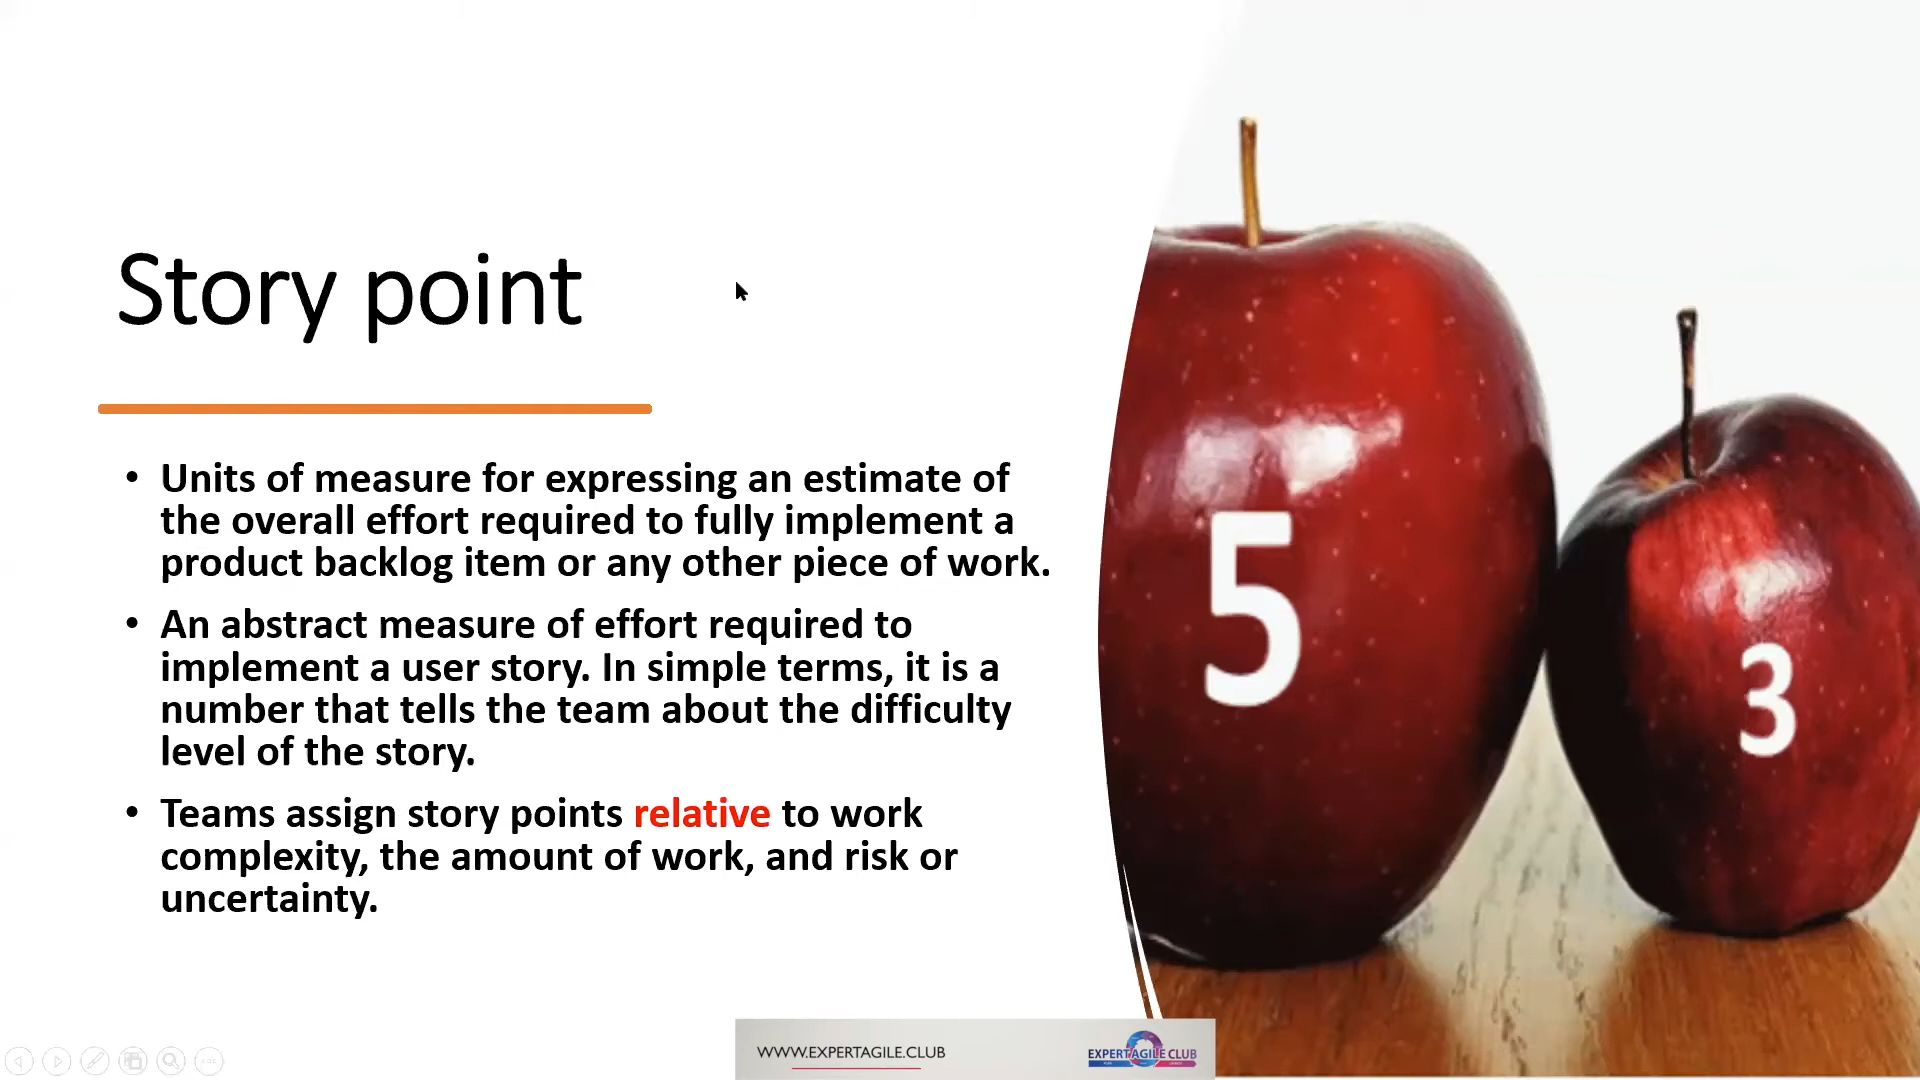 Story point
• Units of measure for expressing an estimate of
the overall effort required to fully implement a
product backlog item or any other piece of work.
• An abstract measure of effort required to
implement a user story. In simple terms, it is a
number that tells the team about the difficulty
level of the story.
• Teams assign story points relative to work
complexity, the amount of work, and risk or
uncertainty.
5
3
WWW.EXPERTAGILE.CLUB
EXPERTAGILE CLUB